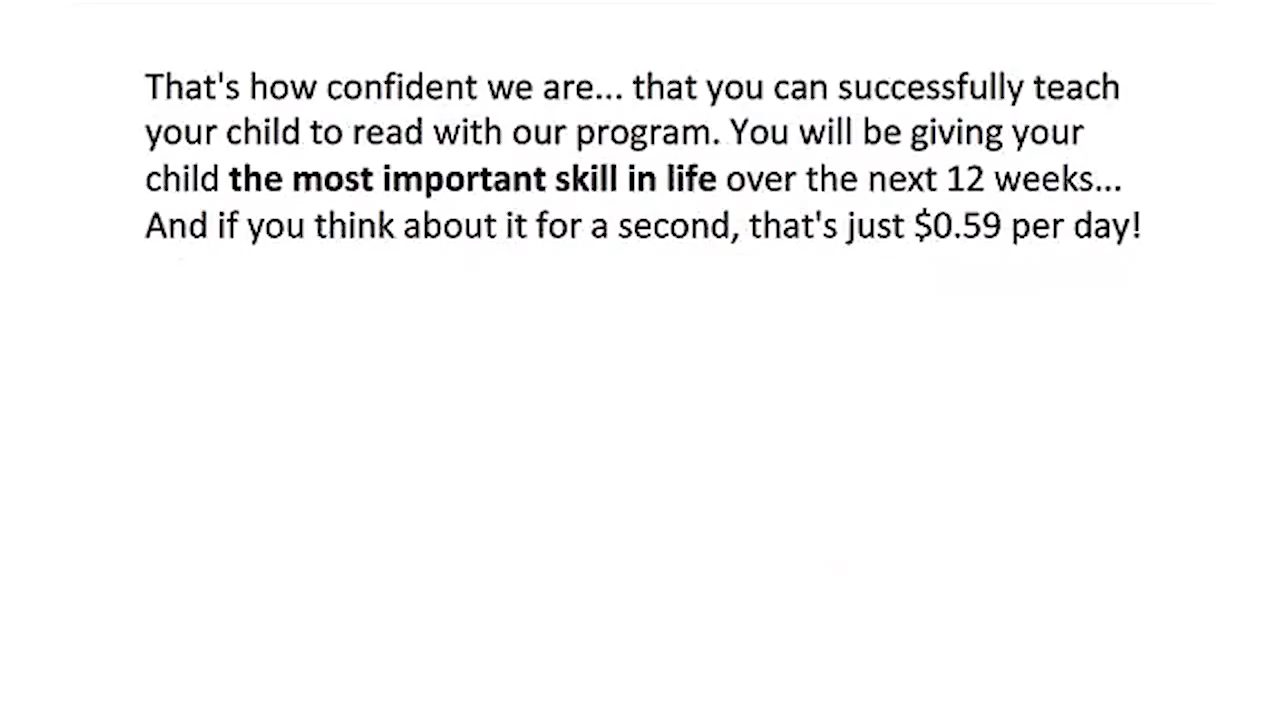 That's how confident we are... that you can successfully teach
your child to read with our program. You will be giving your
child the most important skill in life over the next 12 weeks...
And if you think about it for a second, that's just $0.59 per day!